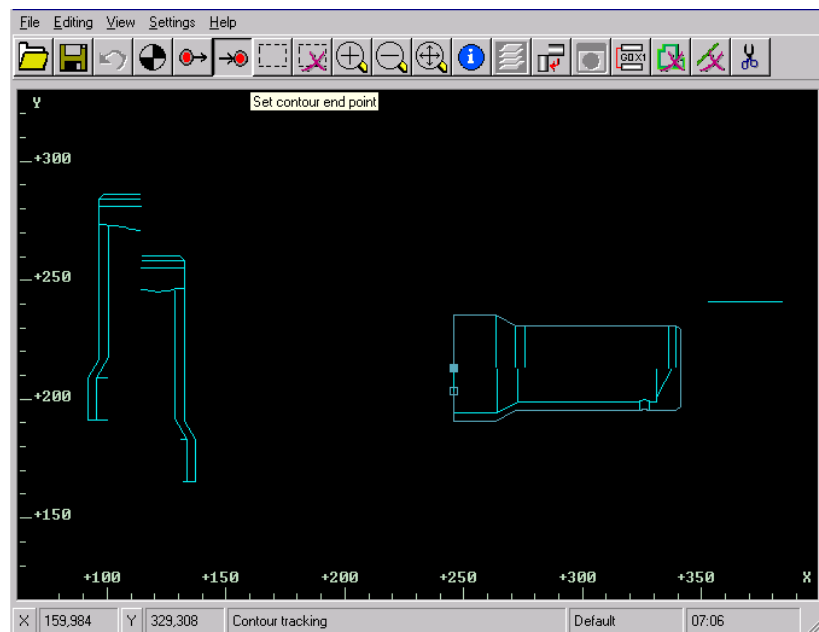 File Editing View Settings Help
G0X1
Set contour end point
Y
+300
+250
+200
+150
+100 +150 +200 +250 +300 +350 X
X 159,984 Y 329,308 Contour tracking Default 07:06